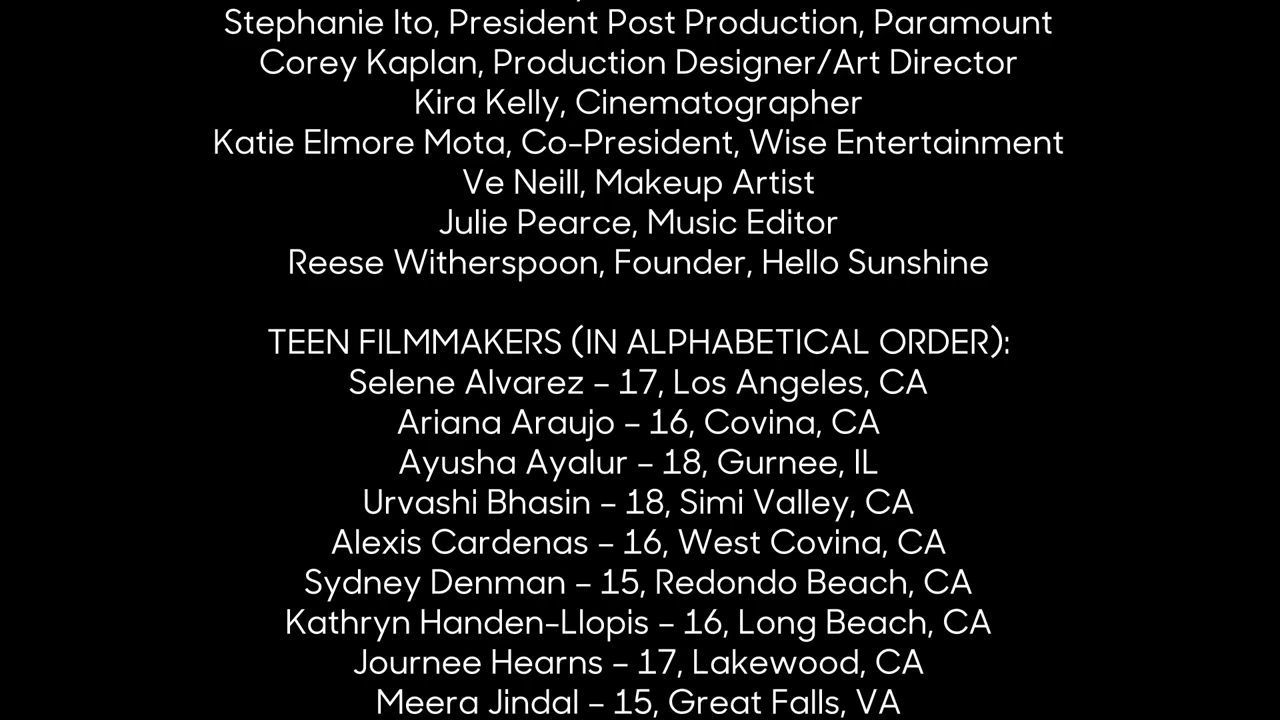 Stephanie Ito, President Post Production, Paramount
Corey Kaplan, Production Designer/Art Director
Kira Kelly, Cinematographer
Katie Elmore Mota, Co-President, Wise Entertainment
Ve Neill, Makeup Artist
Julie Pearce, Music Editor
Reese Witherspoon, Founder, Hello Sunshine
TEEN FILMMAKERS (IN ALPHABETICAL ORDER):
Selene Alvarez – 17, Los Angeles, CA
Ariana Araujo – 16, Covina, CA
Ayusha Ayalur – 18, Gurnee, IL
Urvashi Bhasin – 18, Simi Valley, CA
Alexis Cardenas – 16, West Covina, CA
Sydney Denman – 15, Redondo Beach, CA
Kathryn Handen-Llopis – 16, Long Beach, CA
Journee Hearns – 17, Lakewood, CA
Meera Jindal – 15, Great Falls, VA